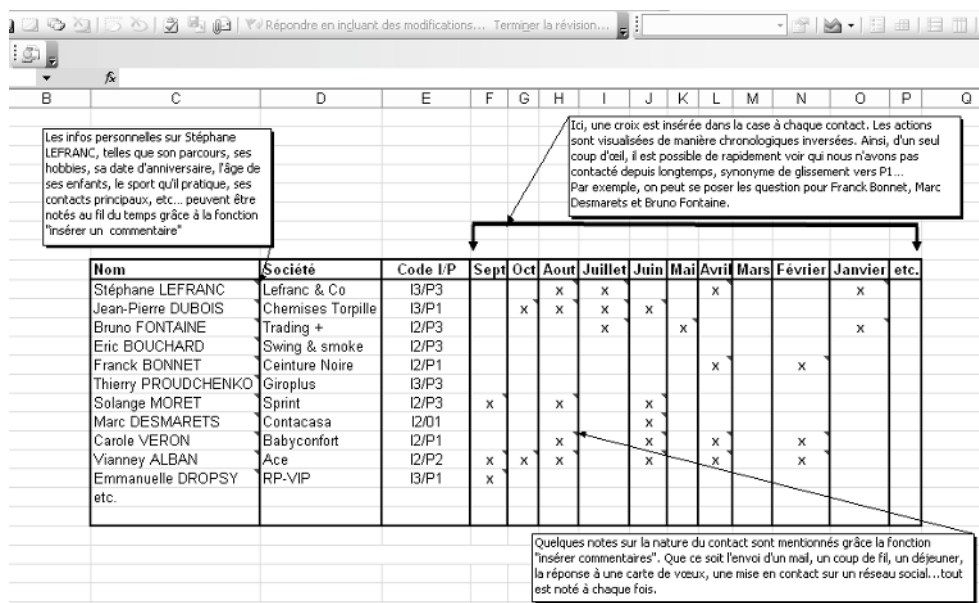 Répondre en incluant des modifications... Terminer la révision...
fx
B C D E F G H I J K L M N O P Q
Les infos personnelles sur Stéphane
LEFRANC, telles que son parcours, ses
hobbies, sa date d'anniversaire, l'âge de
ses enfants, le sport qu'il pratique, ses
contacts principaux, etc... peuvent être
notés au fil du temps grâce à la fonction
"insérer un commentaire"
Ici, une croix est insérée dans la case à chaque contact. Les actions
sont visualisées de manière chronologiques inversées. Ainsi, d'un seul
coup d'œil, il est possible de rapidement voir qui nous n'avons pas
contacté depuis longtemps, synonyme de glissement vers P1...
Par exemple, on peut se poser les question pour Franck Bonnet, Marc
Desmarets et Bruno Fontaine.
Nom Société Code I/P Sept Oct Aout Juillet Juin Mai Avril Mars Février Janvier etc.
Stéphane LEFRANC Lefranc & Co I3/P3 x x x x
Jean-Pierre DUBOIS Chemises Torpille I3/P1 x x x x
Bruno FONTAINE Trading + I2/P3 x x x
Eric BOUCHARD Swing & smoke I2/P3
Franck BONNET Ceinture Noire I2/P1 x x
Thierry PROUDCHENKO Giroplus I3/P3
Solange MORET Sprint I2/P3 x x x
Marc DESMARETS Contacasa I2/01 x
Carole VERON Babyconfort I2/P1 x x x x
Vianney ALBAN Ace I2/P2 x x x x x x
Emmanuelle DROPSY RP-VIP I3/P1 x
etc.
Quelques notes sur la nature du contact sont mentionnés grâce la fonction
"insérer commentaires". Que ce soit l'envoi d'un mail, un coup de fil, un déjeuner,
la réponse à une carte de vœux, une mise en contact sur un réseau social...tout
est noté à chaque fois.